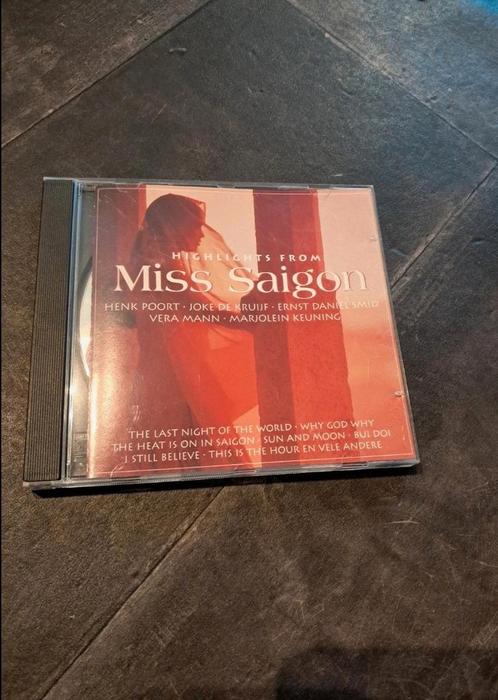 HIGHLIGHTS FROM
Miss Saigon
HENK POORT · JOKE DE KRUIJF · ERNST DANIËL SMID
VERA MANN · MARJOLEIN KEUNING
THE LAST NIGHT OF THE WORLD · WHY GOD WHY
THE HEAT IS ON IN SAIGON · SUN AND MOON · BUI DOI
I STILL BELIEVE · THIS IS THE HOUR EN VELE ANDERE